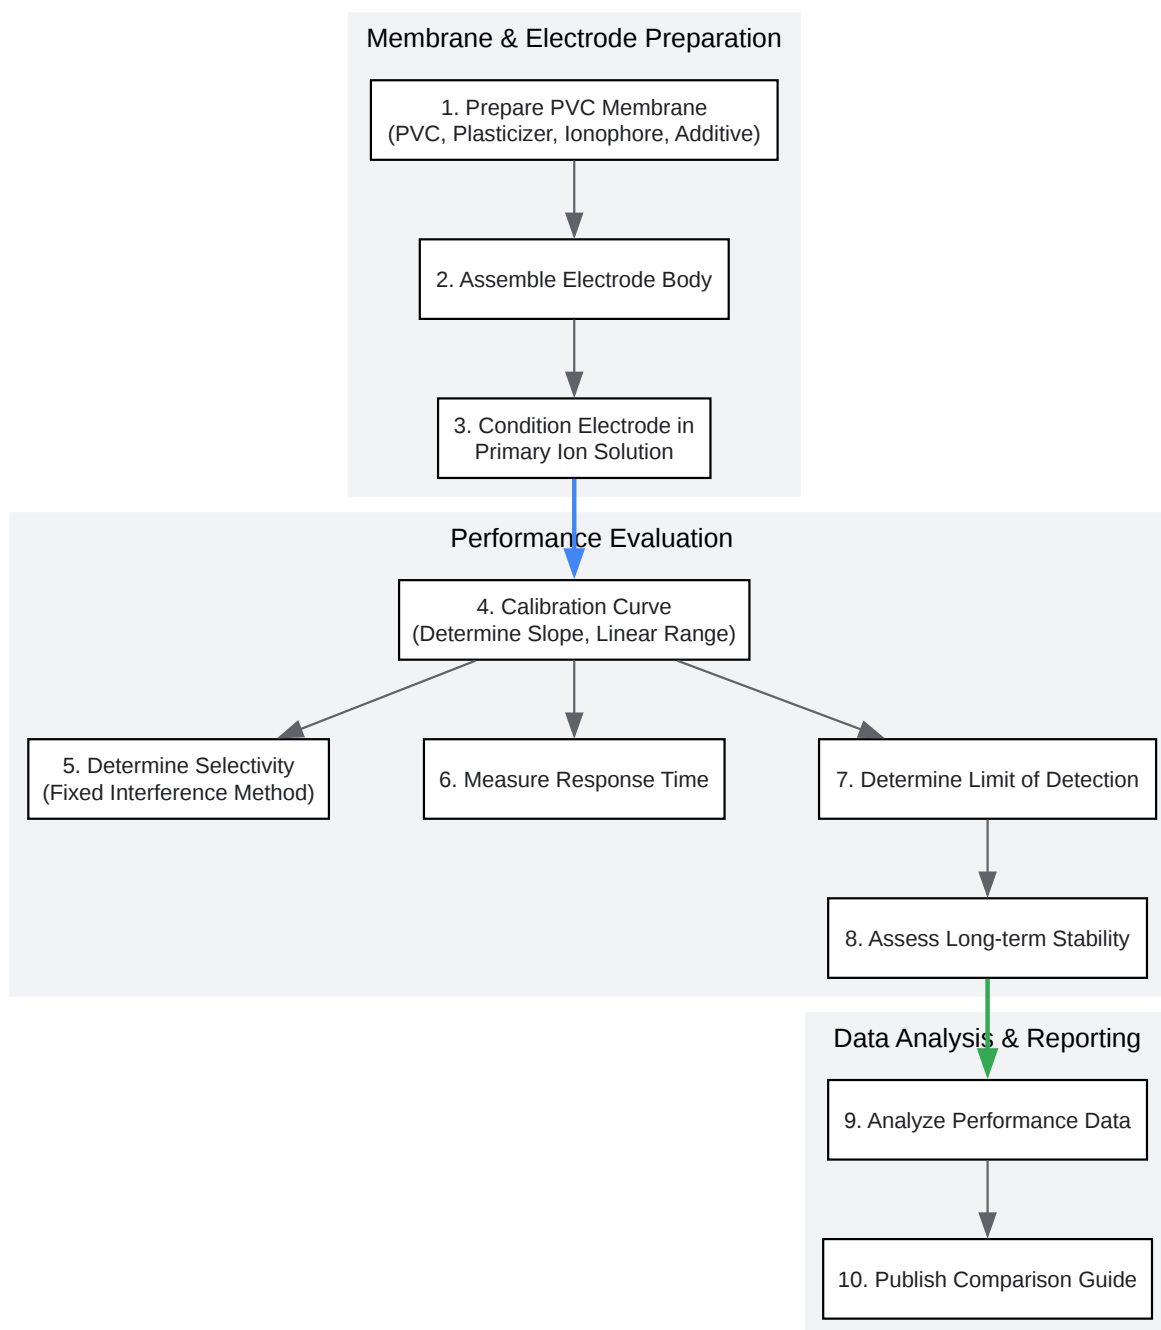 Membrane & Electrode Preparation
1. Prepare PVC Membrane
(PVC, Plasticizer, Ionophore, Additive)
2. Assemble Electrode Body
3. Condition Electrode in
Primary Ion Solution
Performance Evaluation
4. Calibration Curve
(Determine Slope, Linear Range)
5. Determine Selectivity
(Fixed Interference Method)
6. Measure Response Time
7. Determine Limit of Detection
8. Assess Long-term Stability
Data Analysis & Reporting
9. Analyze Performance Data
10. Publish Comparison Guide